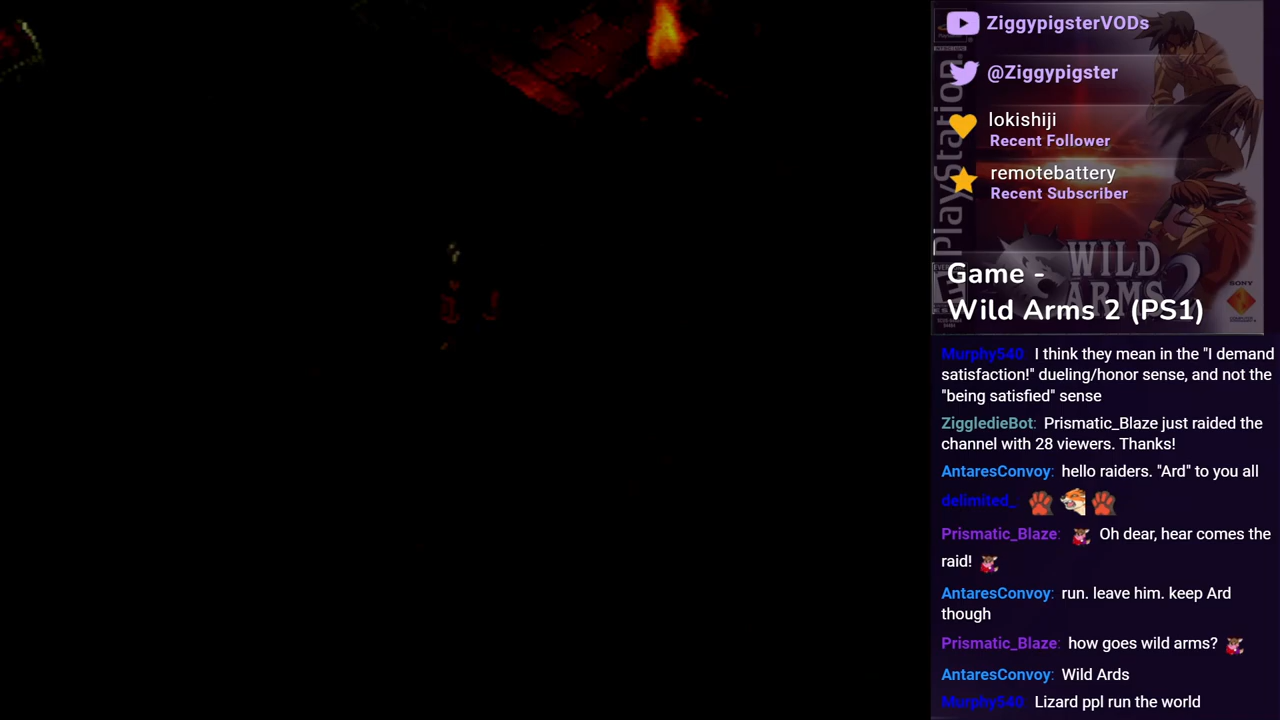 ZiggypigsterVODs
@Ziggypigster
lokishiji
Recent Follower
remotebattery
Recent Subscriber
PlayStation
WILD
ARMS 2
SONY
Game -
Wild Arms 2 (PS1)
Murphy540 I think they mean in the "I demand
satisfaction!" dueling/honor sense, and not the
"being satisfied" sense
ZiggledieBot: Prismatic_Blaze just raided the
channel with 28 viewers. Thanks!
AntaresConvoy: hello raiders. "Ard" to you all
delimited_
Prismatic_Blaze: Oh dear, hear comes the
raid!
AntaresConvoy: run. leave him. keep Ard
though
Prismatic_Blaze: how goes wild arms?
AntaresConvoy: Wild Ards
Murphy540 Lizard ppl run the world